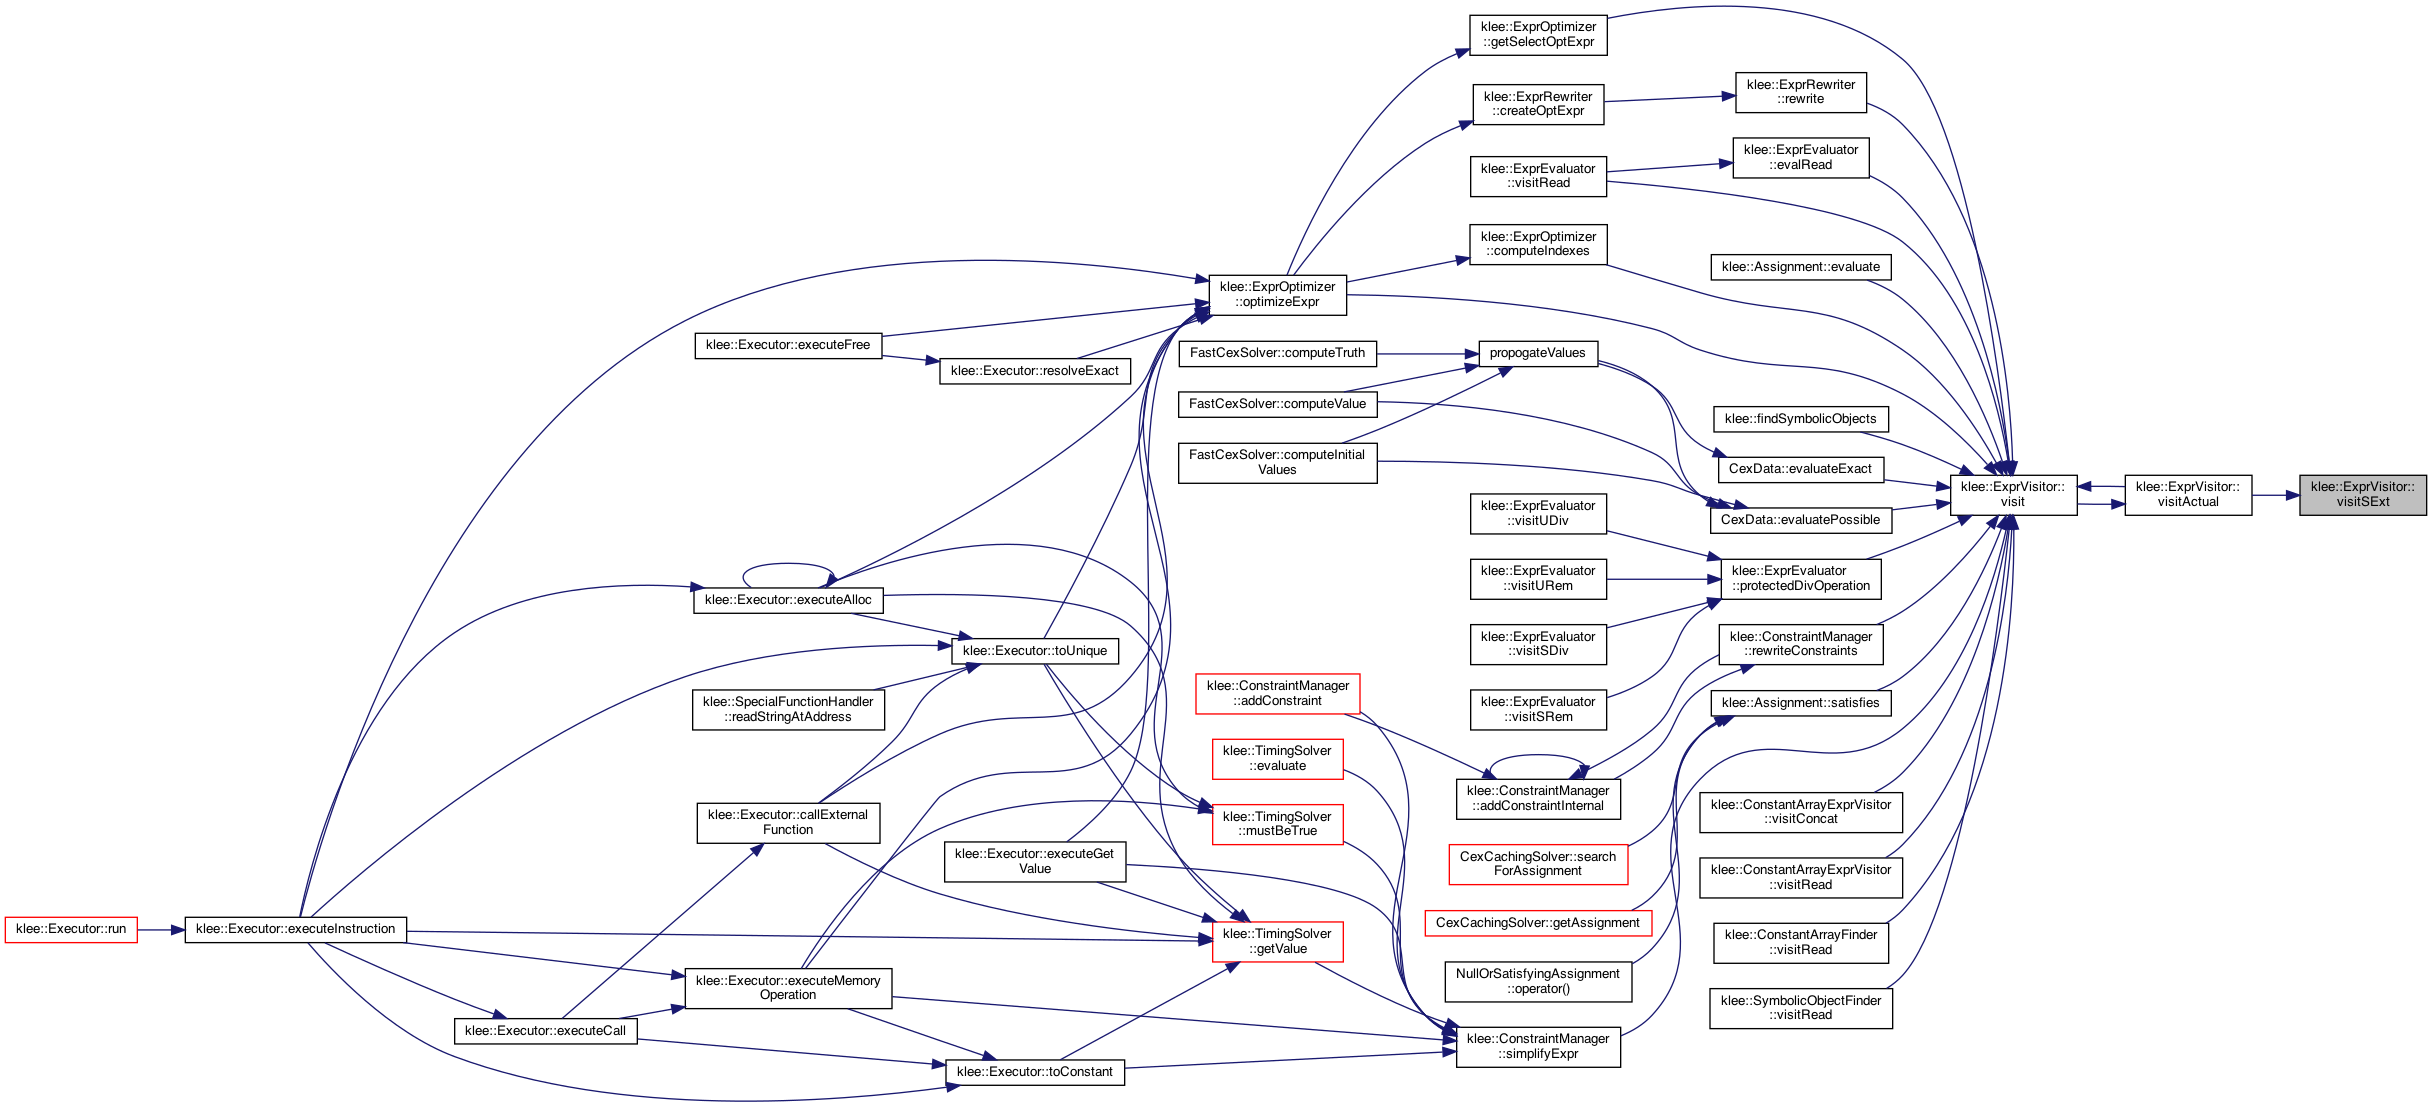 klee::ExprOptimizer
::getSelectOptExpr
klee::ExprRewriter
::rewrite
klee::ExprRewriter
::createOptExpr
klee::ExprEvaluator
::evalRead
klee::ExprEvaluator
::visitRead
klee::ExprOptimizer
::computeIndexes
klee::Assignment::evaluate
klee::ExprOptimizer
::optimizeExpr
klee::Executor::executeFree
klee::Executor::resolveExact
FastCexSolver::computeTruth
propogateValues
FastCexSolver::computeValue
klee::findSymbolicObjects
FastCexSolver::computeInitial
Values
CexData::evaluateExact
klee::ExprVisitor::
visit
klee::ExprVisitor::
visitActual
klee::ExprVisitor::
visitSExt
klee::ExprEvaluator
::visitUDiv
CexData::evaluatePossible
klee::ExprEvaluator
::visitURem
klee::ExprEvaluator
::protectedDivOperation
klee::Executor::executeAlloc
klee::Executor::toUnique
klee::ExprEvaluator
::visitSDiv
klee::ConstraintManager
::rewriteConstraints
klee::SpecialFunctionHandler
::readStringAtAddress
klee::ConstraintManager
::addConstraint
klee::ExprEvaluator
::visitSRem
klee::Assignment::satisfies
klee::TimingSolver
::evaluate
klee::ConstraintManager
::addConstraintInternal
klee::Executor::callExternal
Function
klee::TimingSolver
::mustBeTrue
klee::ConstantArrayExprVisitor
::visitConcat
klee::Executor::executeGet
Value
CexCachingSolver::search
ForAssignment
klee::ConstantArrayExprVisitor
::visitRead
klee::Executor::run
klee::Executor::executeInstruction
klee::TimingSolver
::getValue
CexCachingSolver::getAssignment
klee::ConstantArrayFinder
::visitRead
klee::Executor::executeMemory
Operation
NullOrSatisfyingAssignment
::operator()
klee::SymbolicObjectFinder
::visitRead
klee::Executor::executeCall
klee::Executor::toConstant
klee::ConstraintManager
::simplifyExpr